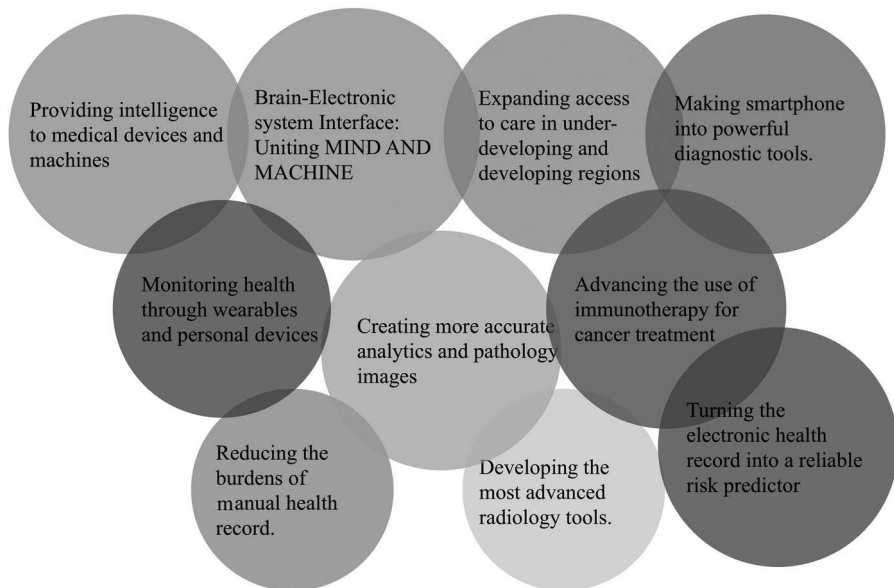 Providing intelligence
to medical devices and
machines
Brain-Electronic
system Interface:
Uniting MIND AND
MACHINE
Expanding access
to care in under-
developing and
developing regions
Making smartphone
into powerful
diagnostic tools.
Monitoring health
through wearables
and personal devices
Creating more accurate
analytics and pathology
images
Advancing the use of
immunotherapy for
cancer treatment
Reducing the
burdens of
manual health
record.
Developing the
most advanced
radiology tools.
Turning the
electronic health
record into a reliable
risk predictor